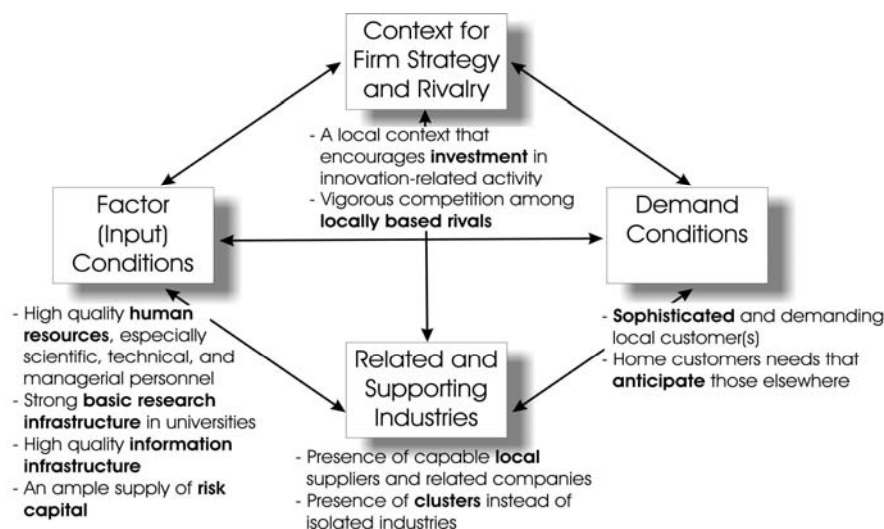 Context for
Firm Strategy
and Rivalry
- A local context that
encourages investment in
innovation-related activity
- Vigorous competition among
locally based rivals
Factor
(Input)
Conditions
Demand
Conditions
- High quality human
resources, especially
scientific, technical, and
managerial personnel
- Strong basic research
infrastructure in universities
- High quality information
infrastructure
- An ample supply of risk
capital
- Sophisticated and demanding
local customer(s)
- Home customers needs that
anticipate those elsewhere
Related and
Supporting
Industries
- Presence of capable local
suppliers and related companies
- Presence of clusters instead of
isolated industries